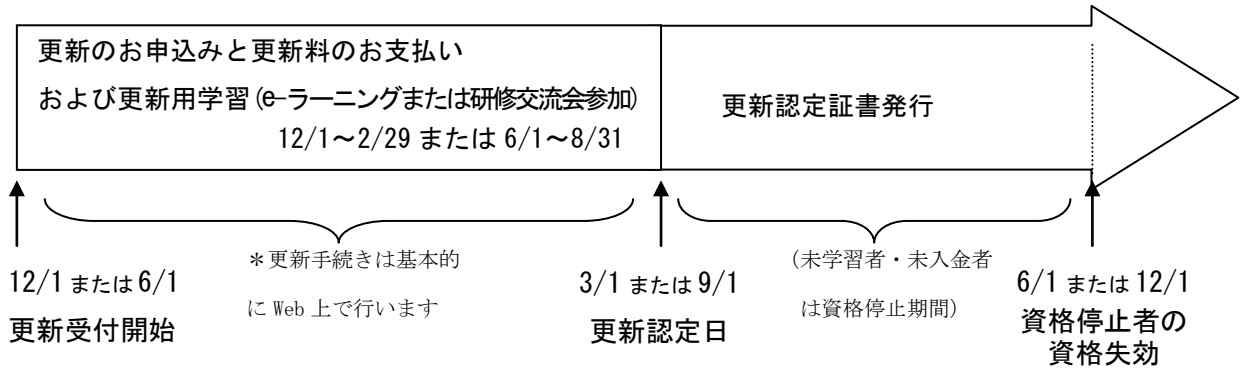 更新のお申込みと更新料のお支払い
および更新用学習(e-ラーニングまたは研修交流会参加)
12/1～2/29 または 6/1～8/31
更新認定証書発行
＊更新手続きは基本的
に Web 上で行います
(未学習者・未入金者
は資格停止期間)
12/1 または 6/1
更新受付開始
3/1 または 9/1
更新認定日
6/1 または 12/1
資格停止者の
資格失効